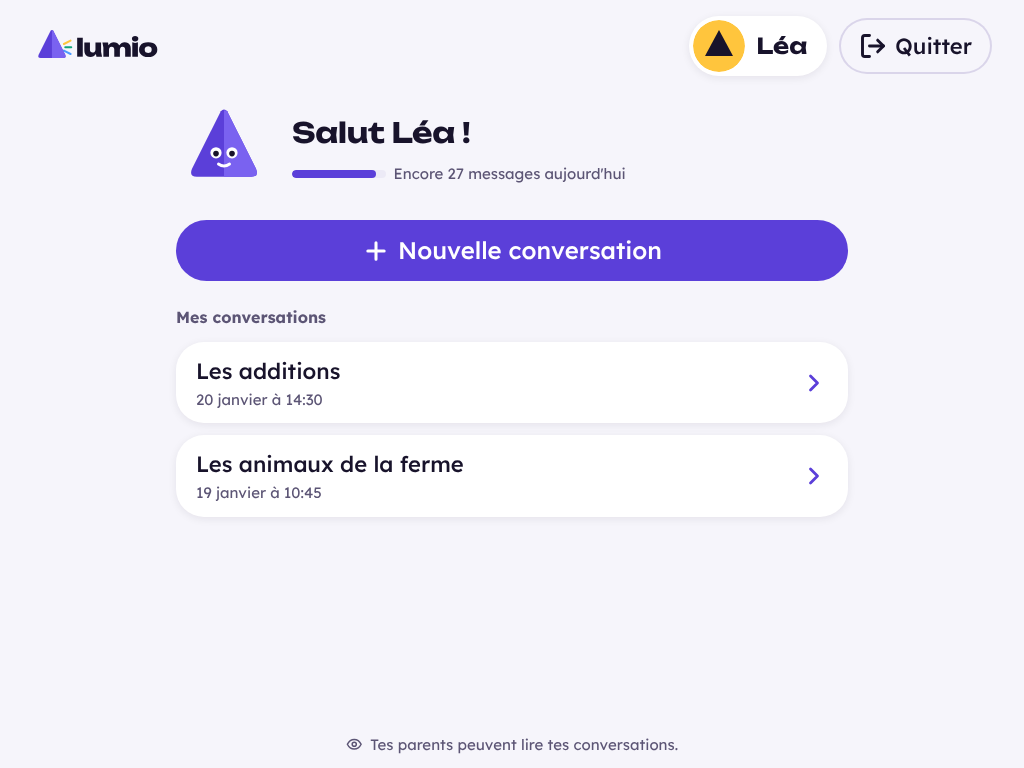 lumio
Léa
Quitter
Salut Léa !
Encore 27 messages aujourd'hui
Nouvelle conversation
Mes conversations
Les additions
20 janvier à 14:30
Les animaux de la ferme
19 janvier à 10:45
Tes parents peuvent lire tes conversations.